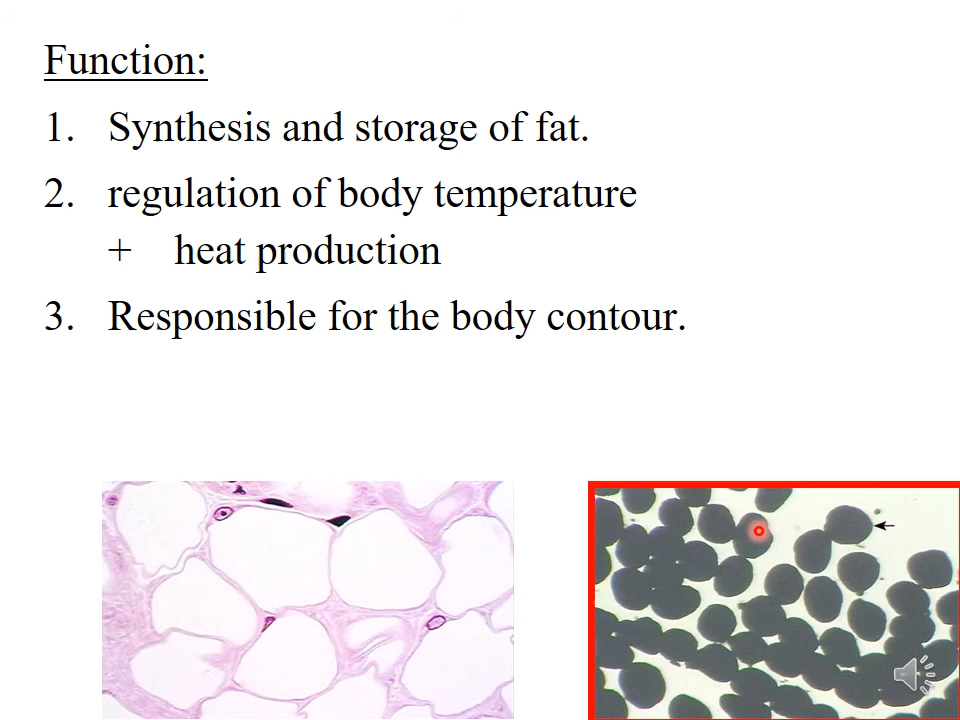 Function:
1. Synthesis and storage of fat.
2. regulation of body temperature
+ heat production
3. Responsible for the body contour.